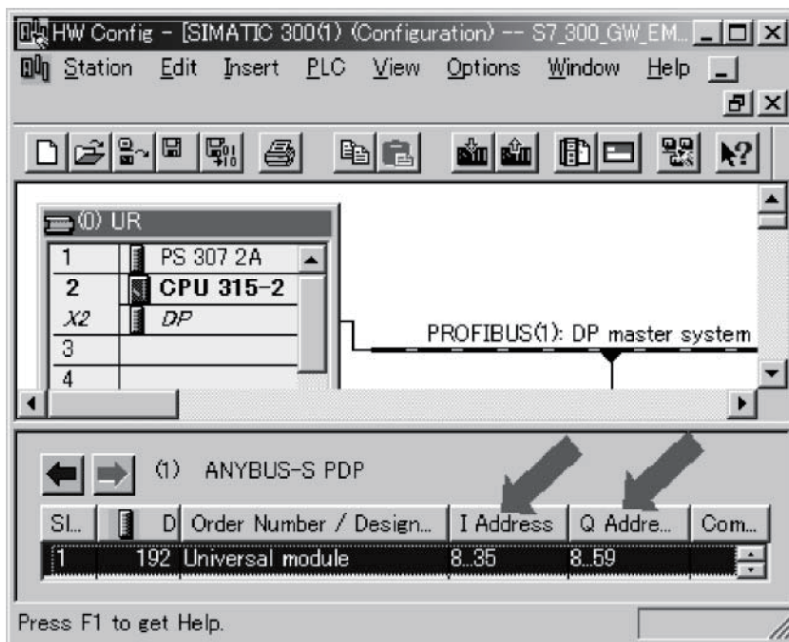 HW Config - [SIMATIC 300(1) (Configuration) -- S7_300_GW_EM...
Station Edit Insert PLC View Options Window Help
(0) UR
1 PS 307 2A
2 CPU 315-2
X2 DP
3
4
PROFIBUS(1): DP master system
(1) ANYBUS-S PDP
Sl... D Order Number / Design... I Address Q Addre... Com...
1 192 Universal module 8...35 8...59
Press F1 to get Help.